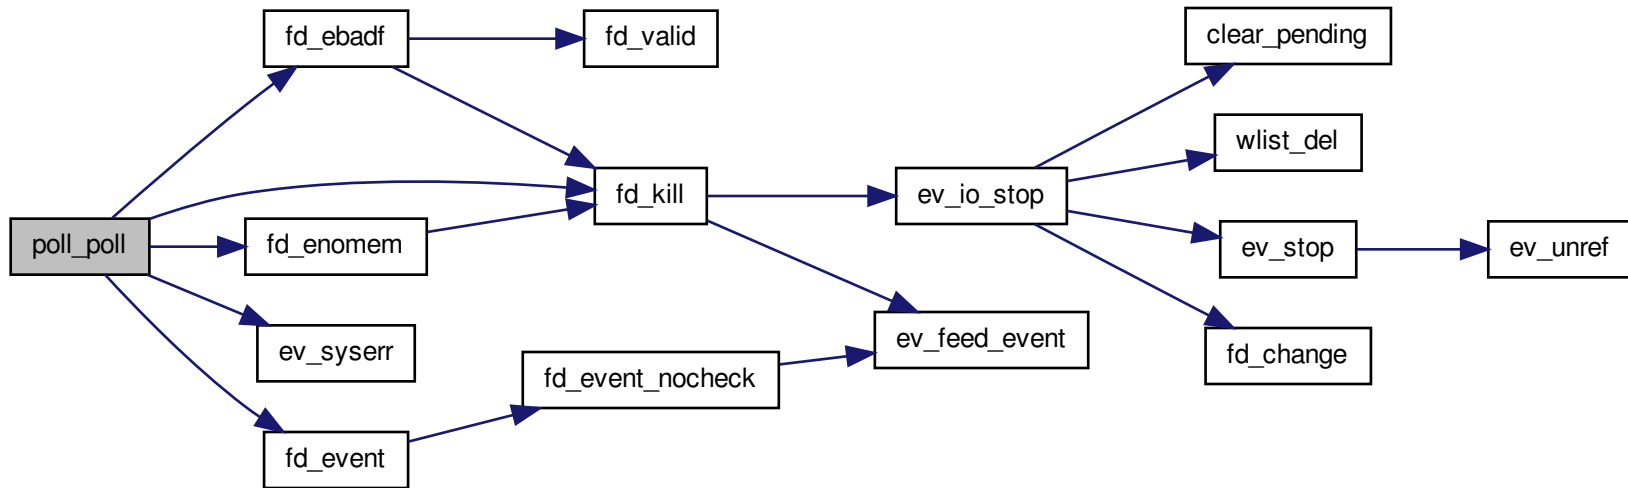 poll_poll
fd_ebadf
fd_valid
fd_kill
fd_enomem
ev_syserr
fd_event
fd_event_nocheck
ev_io_stop
ev_feed_event
clear_pending
wlist_del
ev_stop
ev_unref
fd_change